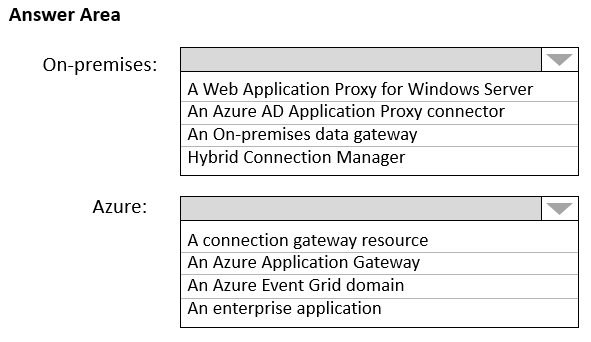 Answer Area
On-premises:
A Web Application Proxy for Windows Server
An Azure AD Application Proxy connector
An On-premises data gateway
Hybrid Connection Manager
Azure:
A connection gateway resource
An Azure Application Gateway
An Azure Event Grid domain
An enterprise application